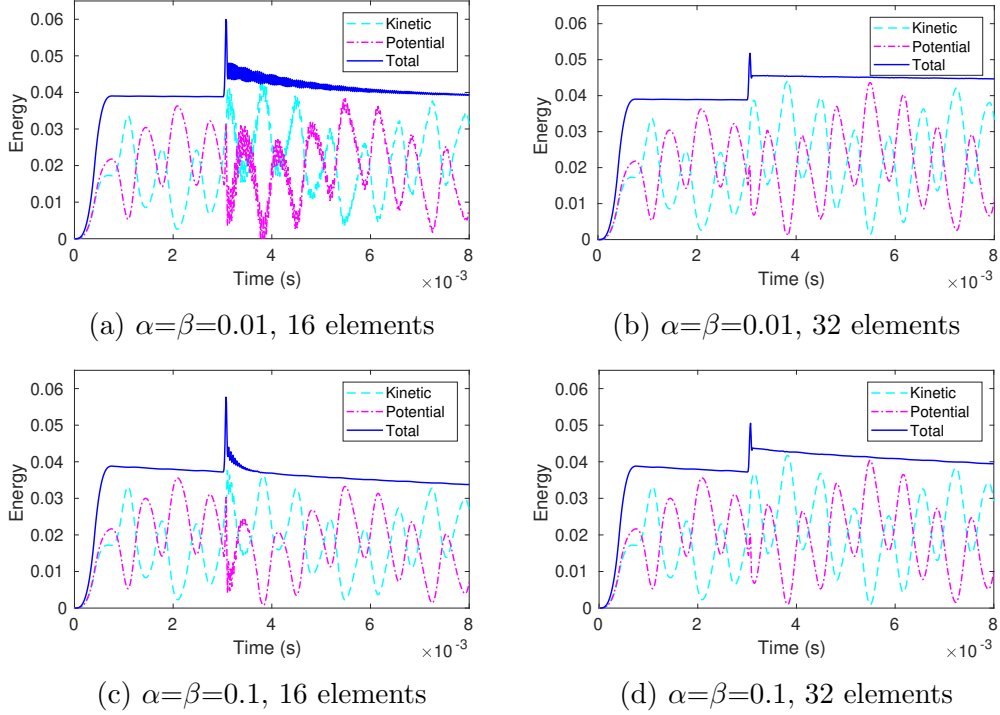 0.06
0.05
0.04
0.03
0.02
0.01
0
Energy
Kinetic
Potential
Total
0 2 4 6 8
Time (s) ×10⁻³
(a) α=β=0.01, 16 elements
0.06
0.05
0.04
0.03
0.02
0.01
0
Energy
Kinetic
Potential
Total
0 2 4 6 8
Time (s) ×10⁻³
(b) α=β=0.01, 32 elements
0.06
0.05
0.04
0.03
0.02
0.01
0
Energy
Kinetic
Potential
Total
0 2 4 6 8
Time (s) ×10⁻³
(c) α=β=0.1, 16 elements
0.06
0.05
0.04
0.03
0.02
0.01
0
Energy
Kinetic
Potential
Total
0 2 4 6 8
Time (s) ×10⁻³
(d) α=β=0.1, 32 elements